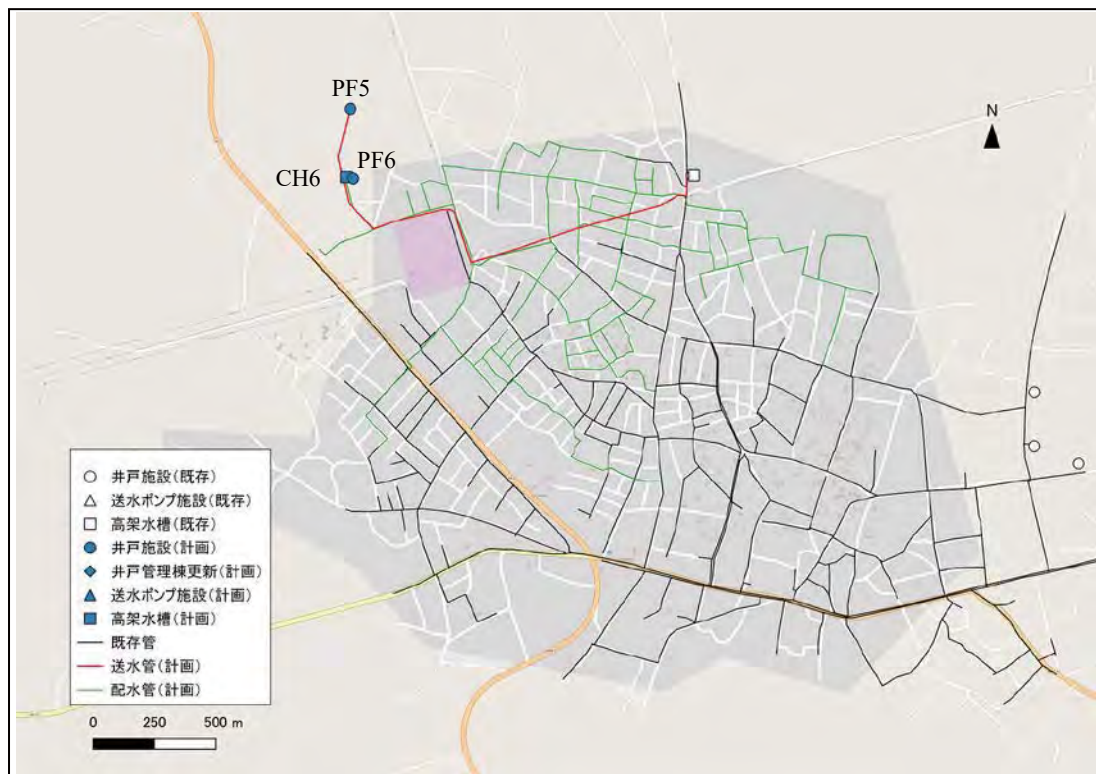 PF5
N
PF6
CH6
井戸施設(既存)
送水ポンプ施設(既存)
高架水槽(既存)
井戸施設(計画)
井戸管理棟更新(計画)
送水ポンプ施設(計画)
高架水槽(計画)
既存管
送水管(計画)
配水管(計画)
0 250 500 m